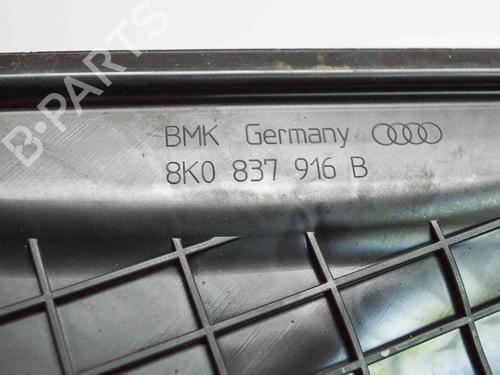 B-PARTS
BMK Germany
8K0 837 916 B